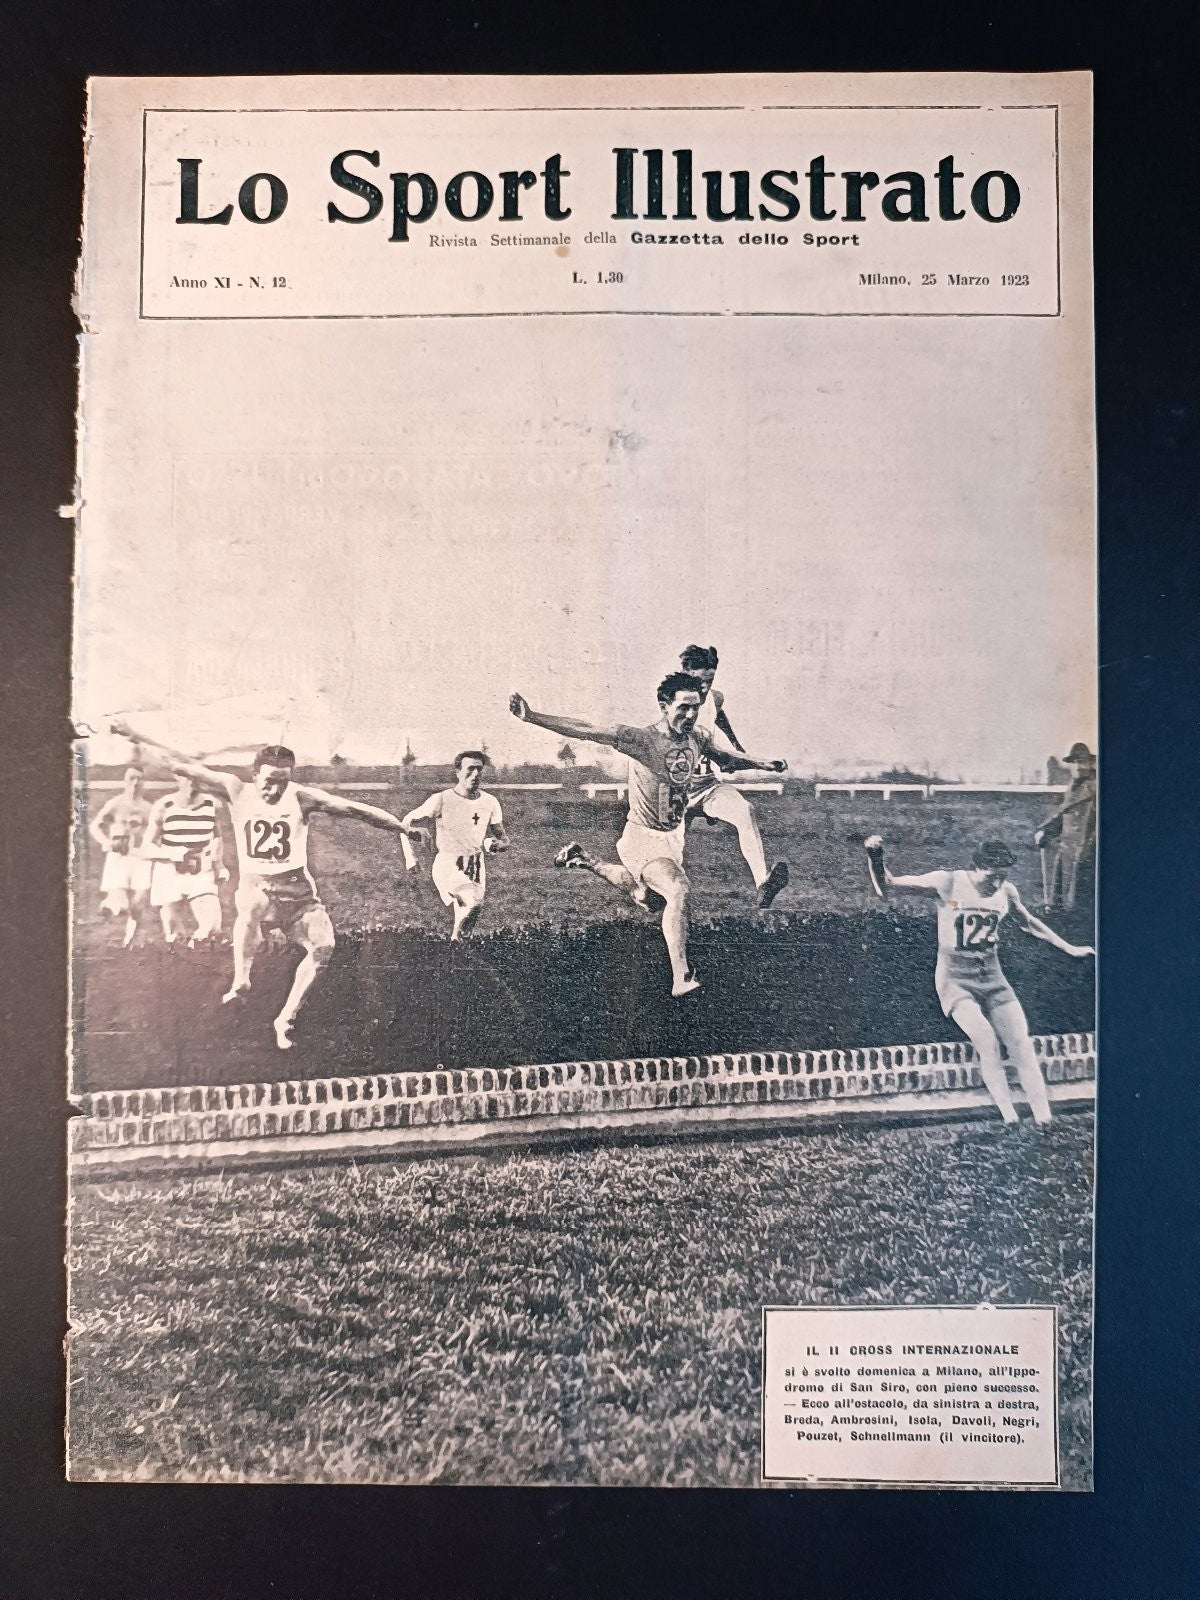 Lo Sport Illustrato
Rivista Settimanale della Gazzetta dello Sport
Anno XI - N. 12.
L. 1,30
Milano, 25 Marzo 1923
123
122
IL II CROSS INTERNAZIONALE
si è svolto domenica a Milano, all'Ippo-
dromo di San Siro, con pieno successo.
— Ecco all'ostacolo, da sinistra a destra,
Breda, Ambrosini, Isola, Davoli, Negri,
Pouzet, Schnellmann (il vincitore).